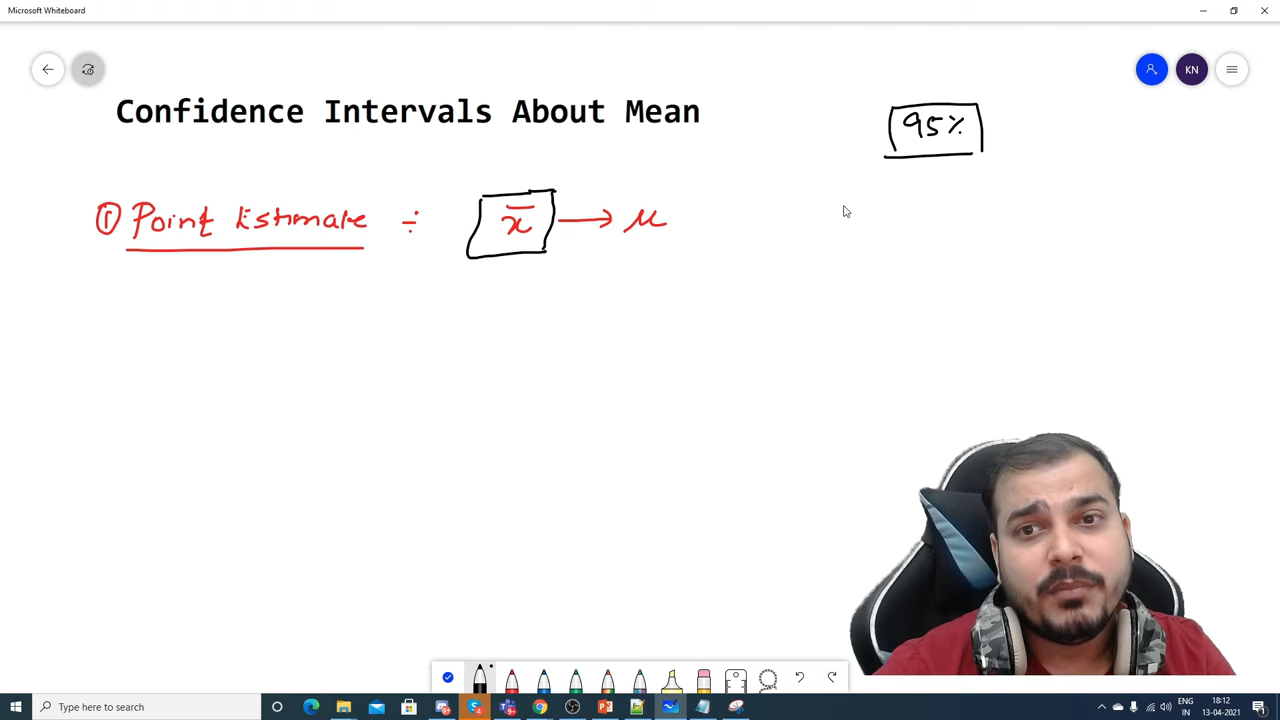 Microsoft Whiteboard
KN
Confidence Intervals About Mean
95%
① Point Estimate ÷ x̄ → μ
Type here to search
ENG
IN
18:12
13-04-2021